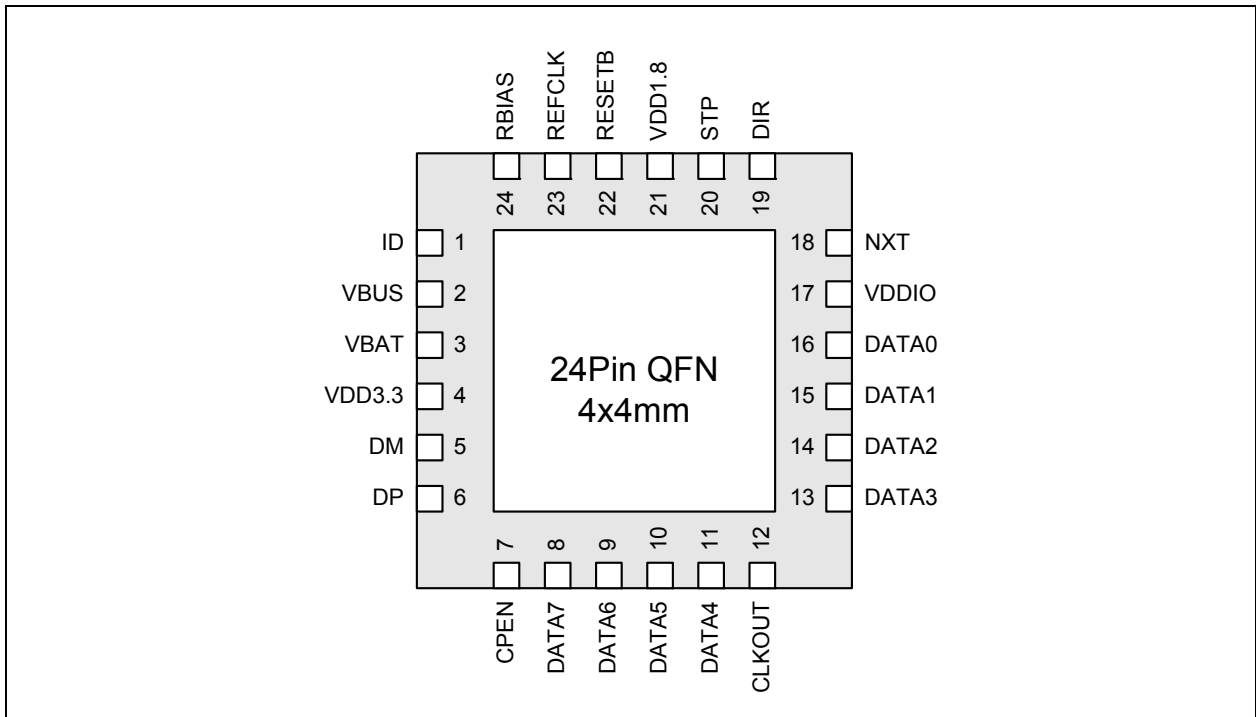 RBIAS
REFCLK
RESETB
VDD1.8
STP
DIR
24
23
22
21
20
19
ID 1
VBUS 2
VBAT 3
VDD3.3 4
DM 5
DP 6
24Pin QFN
4x4mm
18 NXT
17 VDDIO
16 DATA0
15 DATA1
14 DATA2
13 DATA3
7
8
9
10
11
12
CPEN
DATA7
DATA6
DATA5
DATA4
CLKOUT